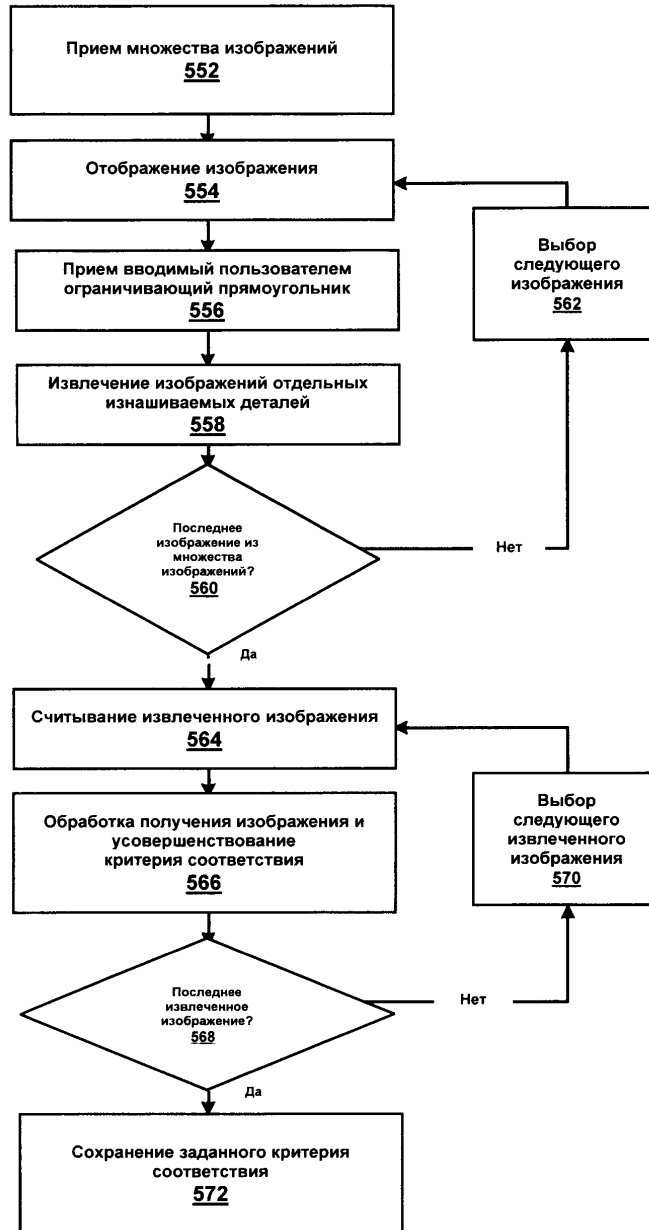 Прием множества изображений
552
Отображение изображения
554
Прием вводимый пользователем
ограничивающий прямоугольник
556
Выбор
следующего
изображения
562
Извлечение изображений отдельных
изнашиваемых деталей
558
Последнее
изображение из
множества
изображений?
560
Нет
Да
Считывание извлеченного изображения
564
Обработка получения изображения и
усовершенствование
критерия соответствия
566
Выбор
следующего
извлеченного
изображения
570
Последнее
извлеченное
изображение?
568
Нет
Да
Сохранение заданного критерия
соответствия
572